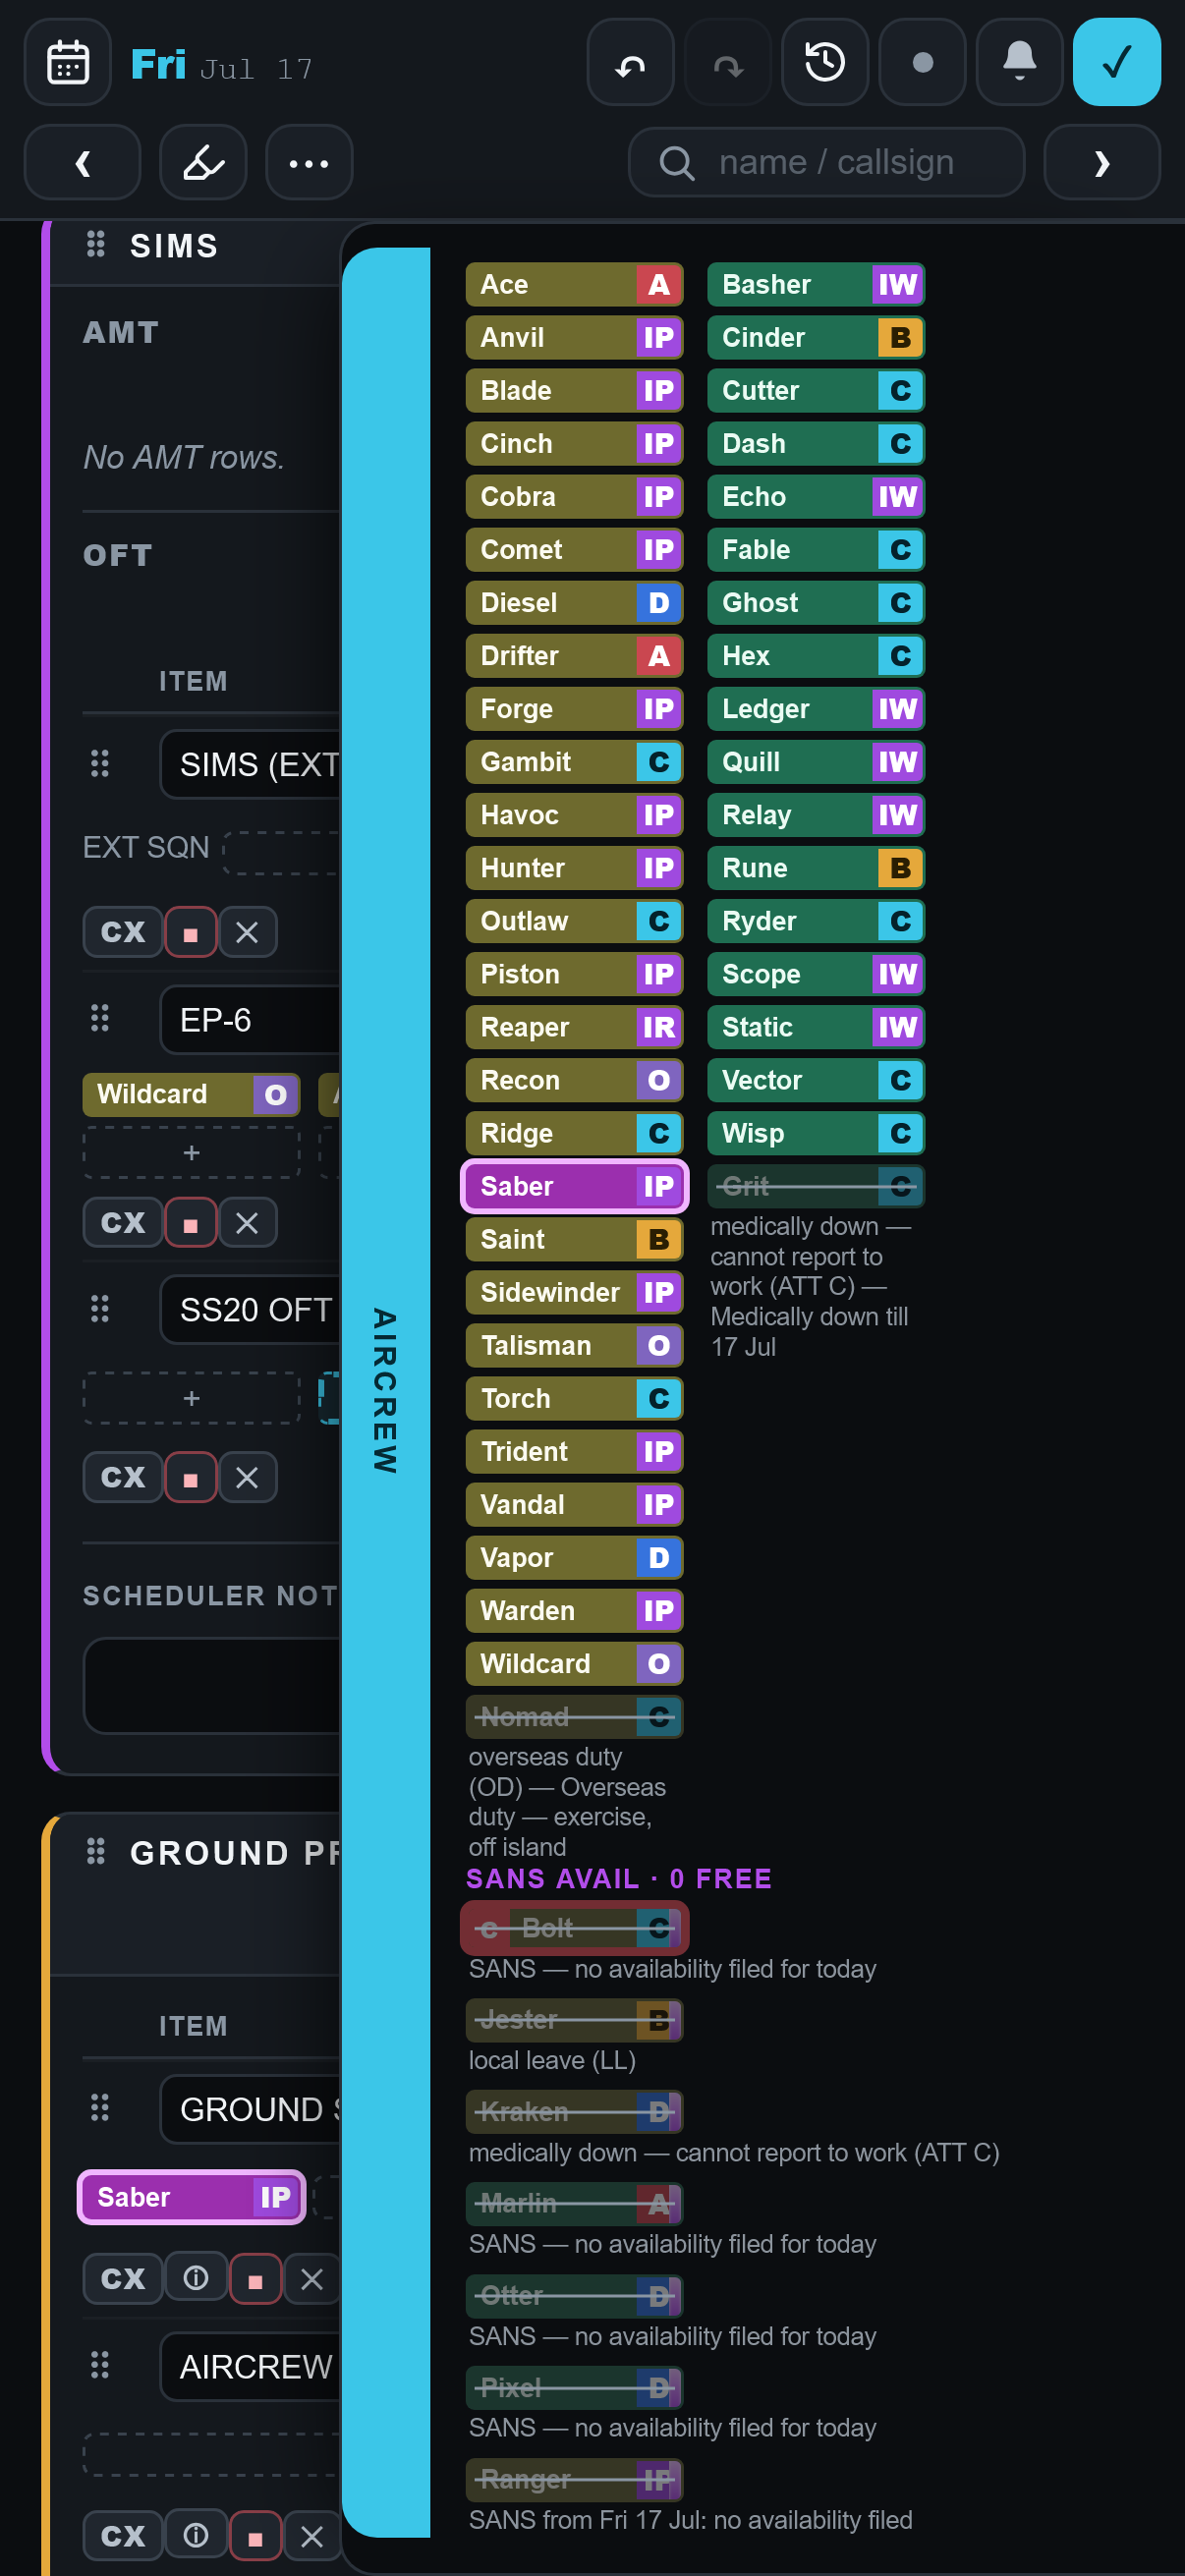 Fri Jul 17
name / callsign
SIMS
AMT
No AMT rows.
OFT
ITEM
SIMS (EXT
EXT SQN
CX
EP-6
Wildcard O
+
CX
SS20 OFT
+
CX
SCHEDULER NOT
GROUND PR
ITEM
GROUND S
Saber IP
CX
AIRCREW
CX
AIRCREW
Ace A
Anvil IP
Blade IP
Cinch IP
Cobra IP
Comet IP
Diesel D
Drifter A
Forge IP
Gambit C
Havoc IP
Hunter IP
Outlaw C
Piston IP
Reaper IR
Recon O
Ridge C
Saber IP
Saint B
Sidewinder IP
Talisman O
Torch C
Trident IP
Vandal IP
Vapor D
Warden IP
Wildcard O
Nomad C
overseas duty
(OD) — Overseas
duty — exercise,
off island
Basher IW
Cinder B
Cutter C
Dash C
Echo IW
Fable C
Ghost C
Hex C
Ledger IW
Quill IW
Relay IW
Rune B
Ryder C
Scope IW
Static IW
Vector C
Wisp C
Grit C
medically down —
cannot report to
work (ATT C) —
Medically down till
17 Jul
SANS AVAIL · 0 FREE
c Bolt C
SANS — no availability filed for today
Jester B
local leave (LL)
Kraken D
medically down — cannot report to work (ATT C)
Marlin A
SANS — no availability filed for today
Otter D
SANS — no availability filed for today
Pixel D
SANS — no availability filed for today
Ranger IP
SANS from Fri 17 Jul: no availability filed